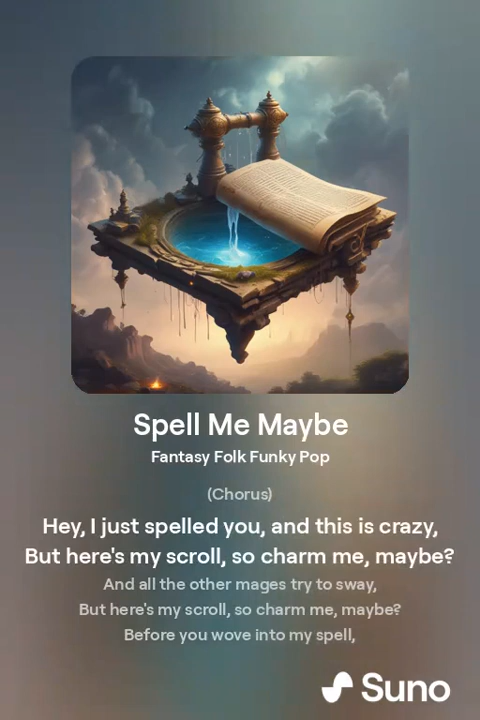 Spell Me Maybe
Fantasy Folk Funky Pop
(Chorus)
Hey, I just spelled you, and this is crazy,
But here's my scroll, so charm me, maybe?
And all the other mages try to sway,
But here's my scroll, so charm me, maybe?
Before you wove into my spell,
Suno